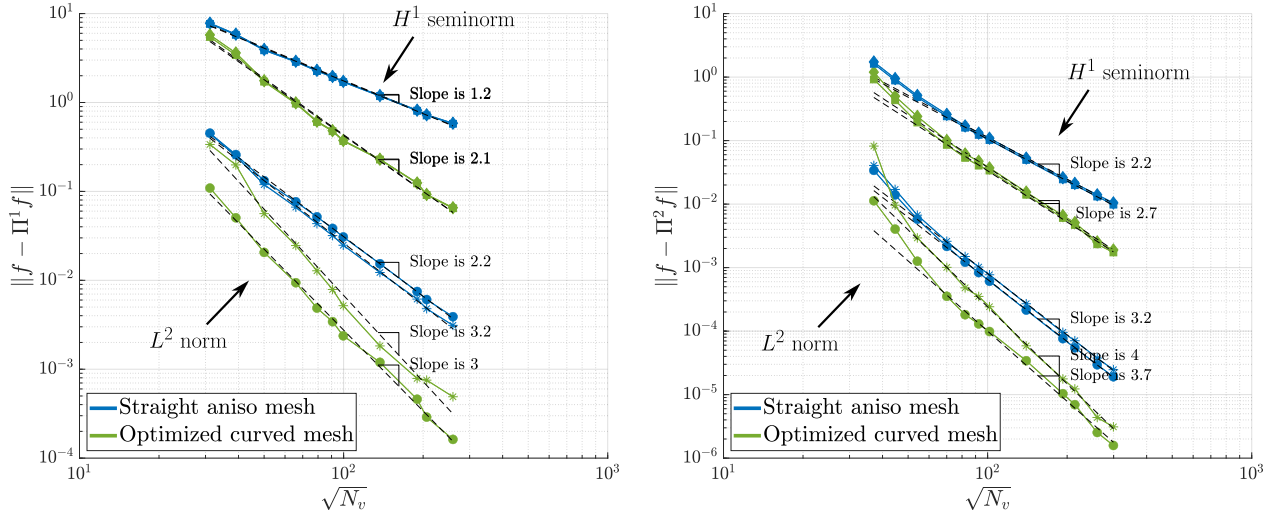 10^1
10^0
10^{-1}
10^{-2}
10^{-3}
10^{-4}
‖f − Π^1 f‖
H^1 seminorm
Slope is 1.2
Slope is 2.1
Slope is 2.2
Slope is 3.2
Slope is 3
L^2 norm
Straight aniso mesh
Optimized curved mesh
10^1
10^2
10^3
√N_v
10^1
10^0
10^{-1}
10^{-2}
10^{-3}
10^{-4}
10^{-5}
10^{-6}
‖f − Π^2 f‖
H^1 seminorm
Slope is 2.2
Slope is 2.7
Slope is 3.2
Slope is 4
Slope is 3.7
L^2 norm
Straight aniso mesh
Optimized curved mesh
10^1
10^2
10^3
√N_v